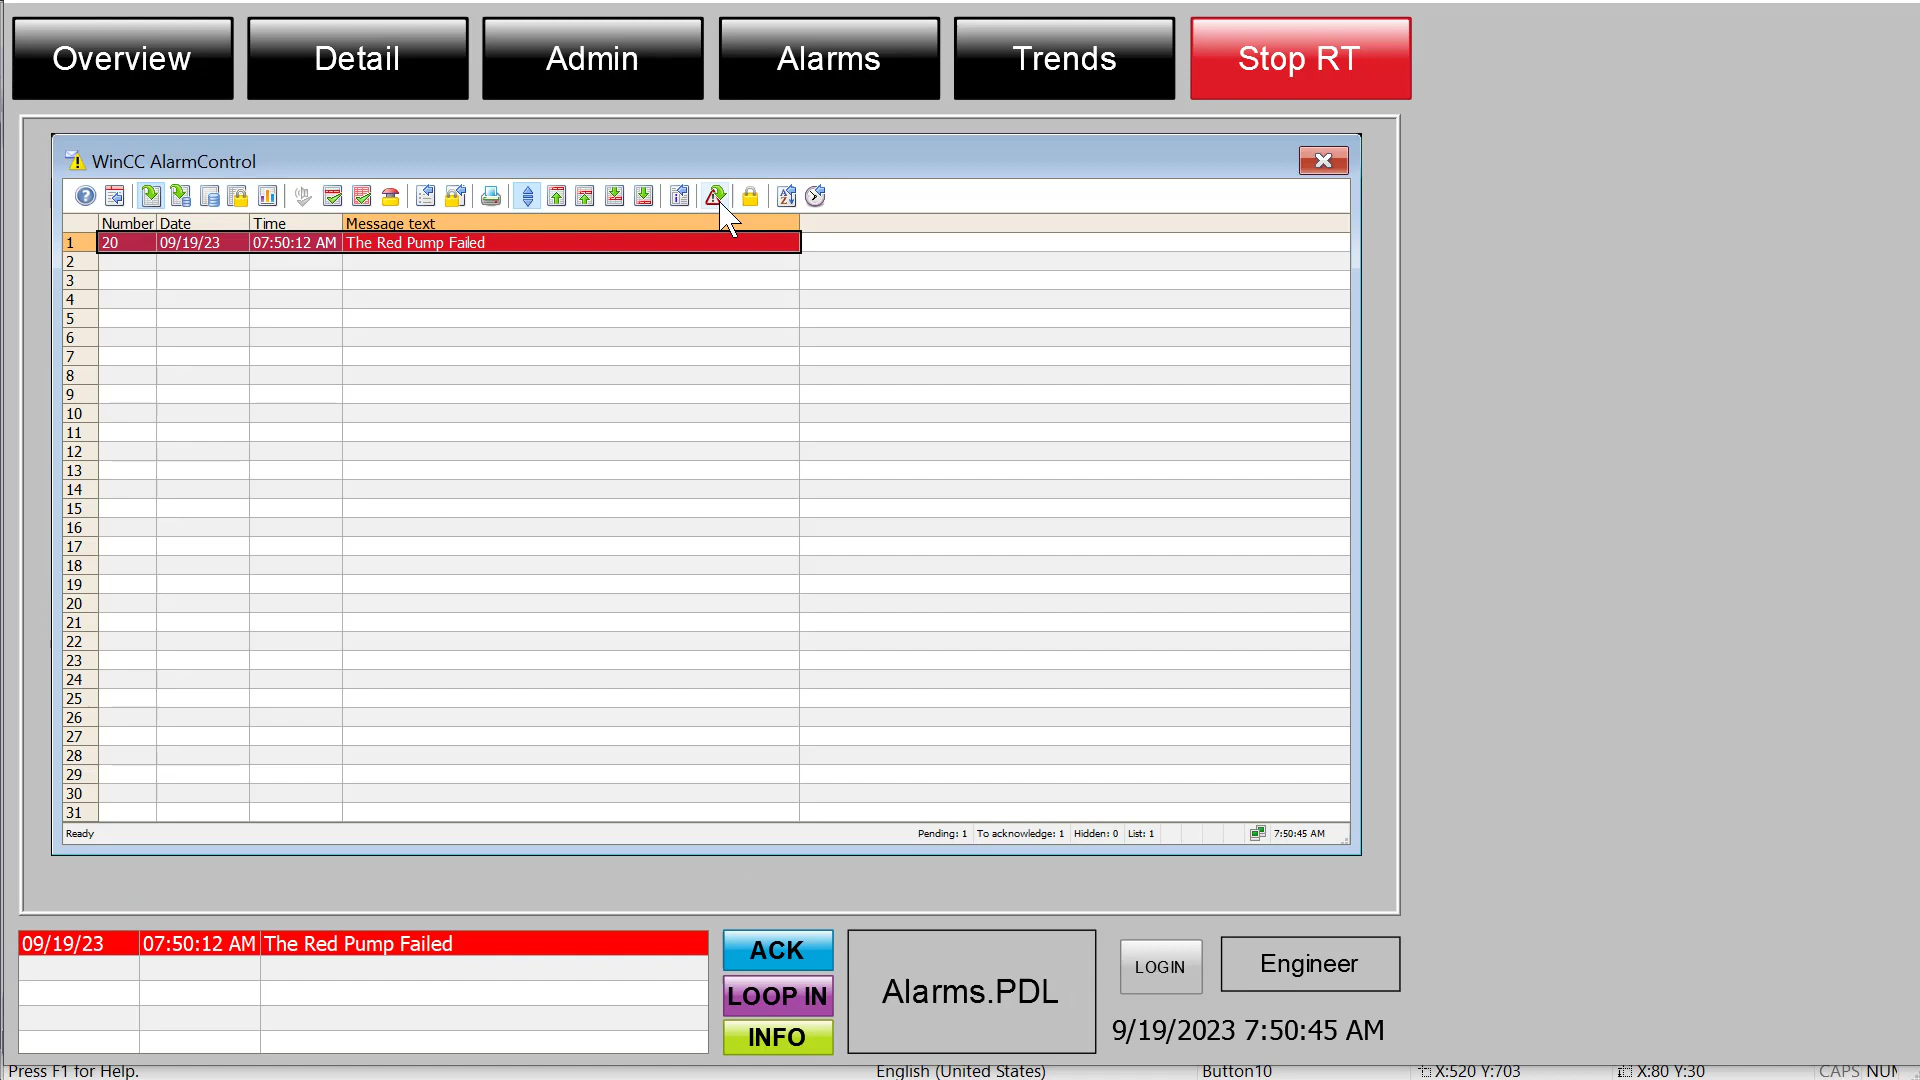 Overview Detail Admin Alarms Trends Stop RT
WinCC AlarmControl
Number Date Time Message text
1 20 09/19/23 07:50:12 AM The Red Pump Failed
2
3
4
5
6
7
8
9
10
11
12
13
14
15
16
17
18
19
20
21
22
23
24
25
26
27
28
29
30
31
Ready Pending: 1 To acknowledge: 1 Hidden: 0 List: 1 7:50:45 AM
09/19/23 07:50:12 AM The Red Pump Failed
ACK
LOOP IN
INFO
Alarms.PDL
LOGIN
Engineer
9/19/2023 7:50:45 AM
Press F1 for Help. English (United States) Button10 X:520 Y:703 X:80 Y:30 CAPS NUM